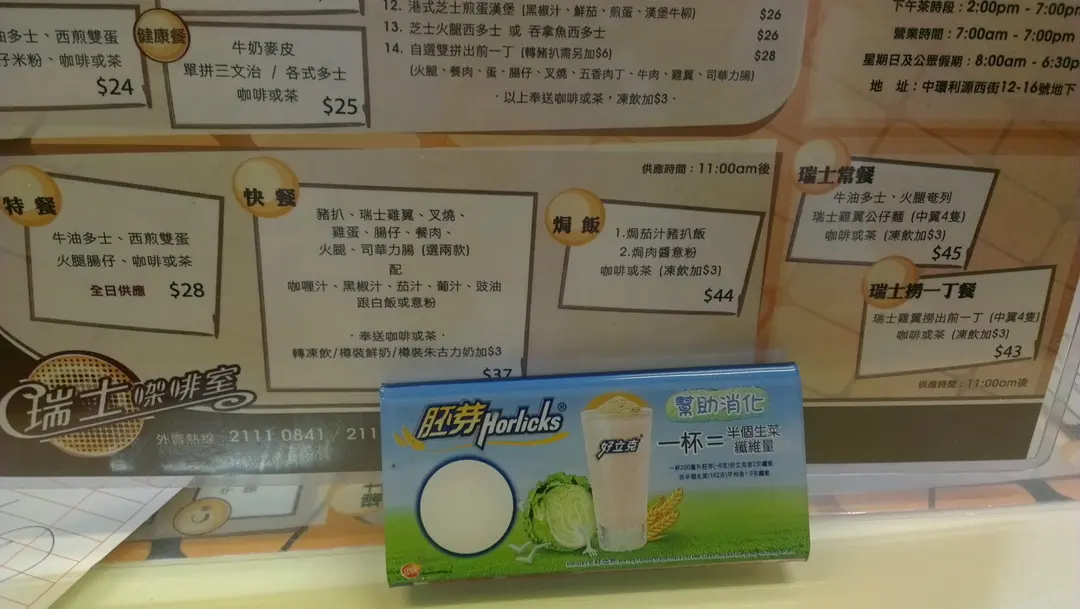 油多士、西煎雙蛋
仔米粉、咖啡或茶
$24
健康餐
牛奶麥皮
單拼三文治 / 各式多士
咖啡或茶
$25
12. 港式芝士煎蛋漢堡 (黑椒汁、鮮茄、煎蛋、漢堡牛柳)
$26
13. 芝士火腿西多士 或 吞拿魚西多士
$26
14. 自選雙拼出前一丁 (轉豬扒需另加$6)
$28
(火腿、餐肉、蛋、腸仔、叉燒、五香肉丁、牛肉、雞翼、司華力腸)
· 以上奉送咖啡或茶,凍飲加$3 ·
下午茶時段 : 2:00pm - 7:00pm
營業時間 : 7:00am - 7:00pm
星期日及公眾假期 : 8:00am - 6:30p
地 址 : 中環利源西街12-16號地下
特餐
牛油多士、西煎雙蛋
火腿腸仔、咖啡或茶
全日供應 $28
快餐
豬扒、瑞士雞翼、叉燒、
雞蛋、腸仔、餐肉、
火腿、司華力腸 (選兩款)
配
咖喱汁、黑椒汁、茄汁、葡汁、豉油
跟白飯或意粉
· 奉送咖啡或茶 ·
轉凍飲/樽裝鮮奶/樽裝朱古力奶加$3
$37
供應時間 : 11:00am後
焗飯
1.焗茄汁豬扒飯
2.焗肉醬意粉
咖啡或茶 (凍飲加$3)
$44
瑞士常餐
牛油多士、火腿奄列
瑞士雞翼公仔麵 (中翼4隻)
咖啡或茶 (凍飲加$3)
$45
瑞士撈一丁餐
瑞士雞翼撈出前一丁 (中翼4隻)
咖啡或茶 (凍飲加$3)
$43
供應時間 : 11:00am後
瑞士㗎啡室
外賣熱線 : 2111 0841 / 211
瑞士
胚芽Horlicks®
好立克
幫助消化
一杯=半個生菜
纖維量